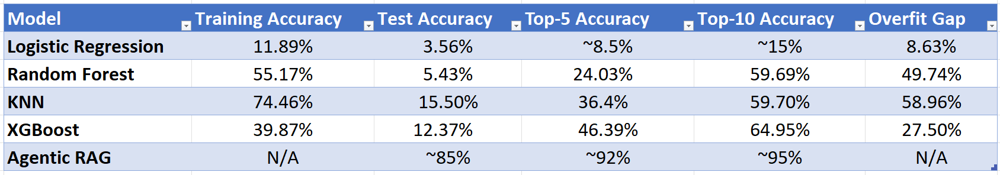 Model Training Accuracy Test Accuracy Top-5 Accuracy Top-10 Accuracy Overfit Gap
Logistic Regression 11.89% 3.56% ~8.5% ~15% 8.63%
Random Forest 55.17% 5.43% 24.03% 59.69% 49.74%
KNN 74.46% 15.50% 36.4% 59.70% 58.96%
XGBoost 39.87% 12.37% 46.39% 64.95% 27.50%
Agentic RAG N/A ~85% ~92% ~95% N/A